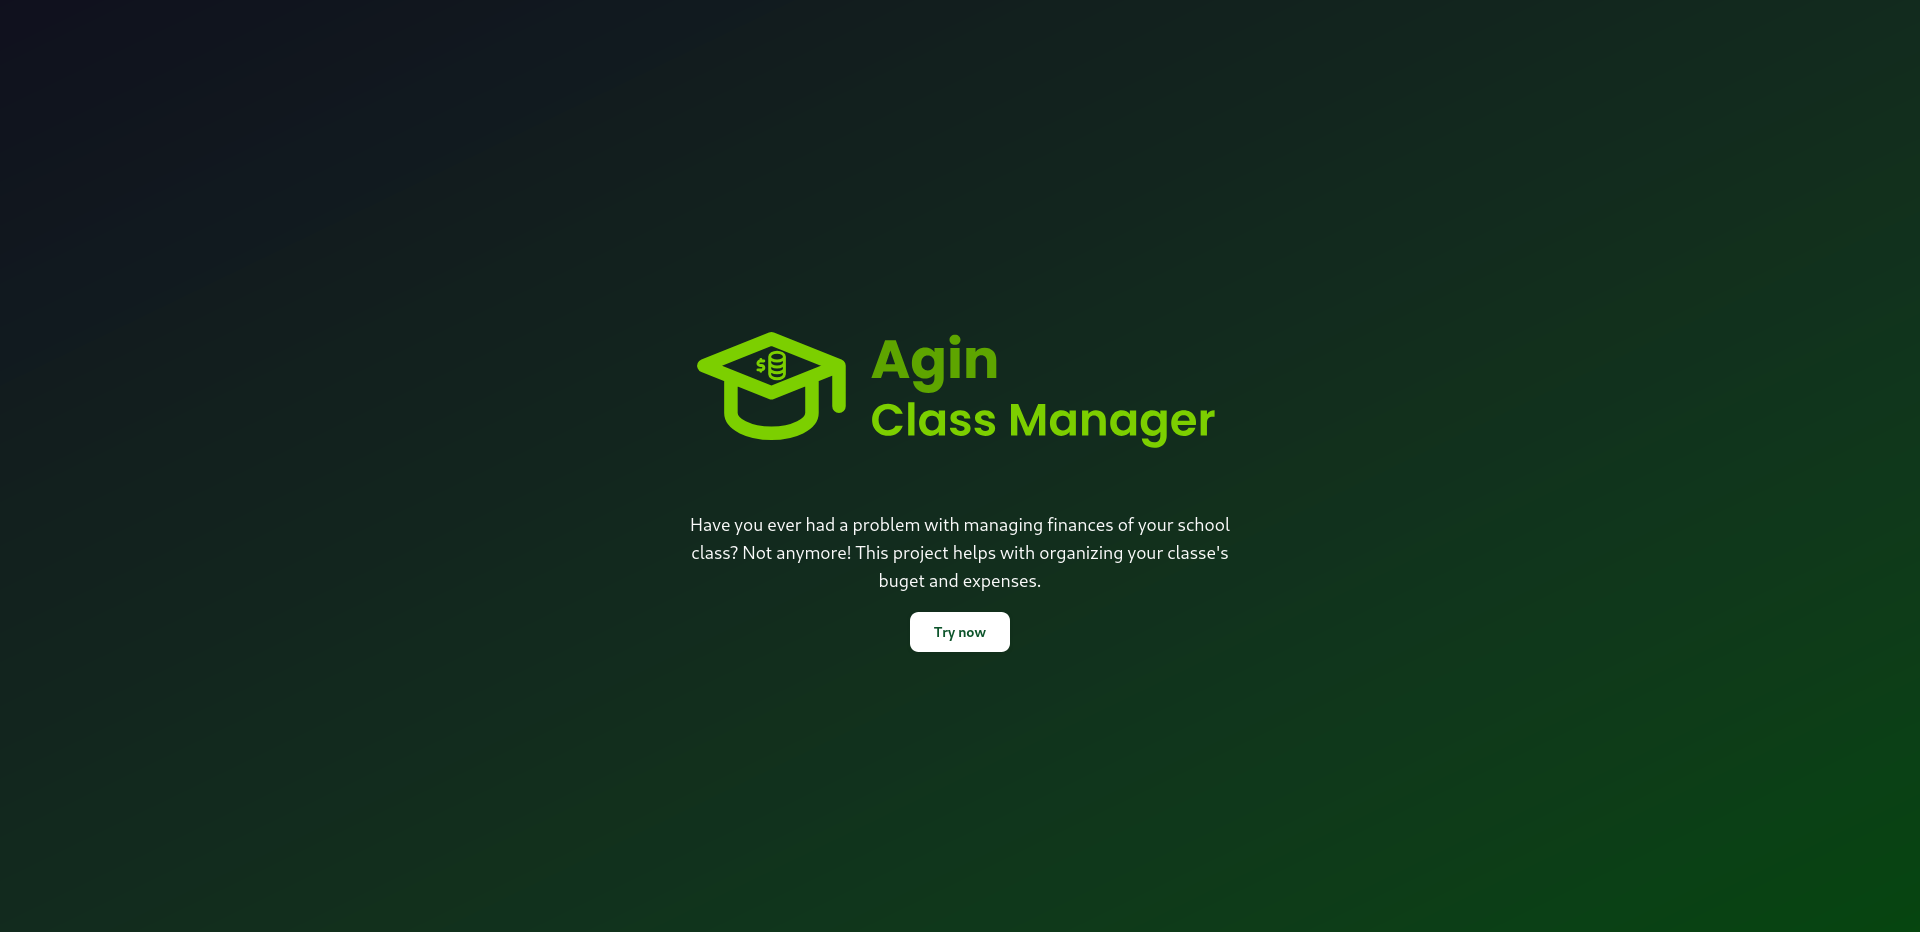 $
Agin
Class Manager
Have you ever had a problem with managing finances of your school
class? Not anymore! This project helps with organizing your classe's
buget and expenses.
Try now